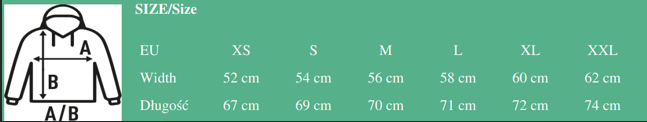 SIZE/Size
EU XS S M L XL XXL
Width 52 cm 54 cm 56 cm 58 cm 60 cm 62 cm
Długość 67 cm 69 cm 70 cm 71 cm 72 cm 74 cm
A
B
A/B